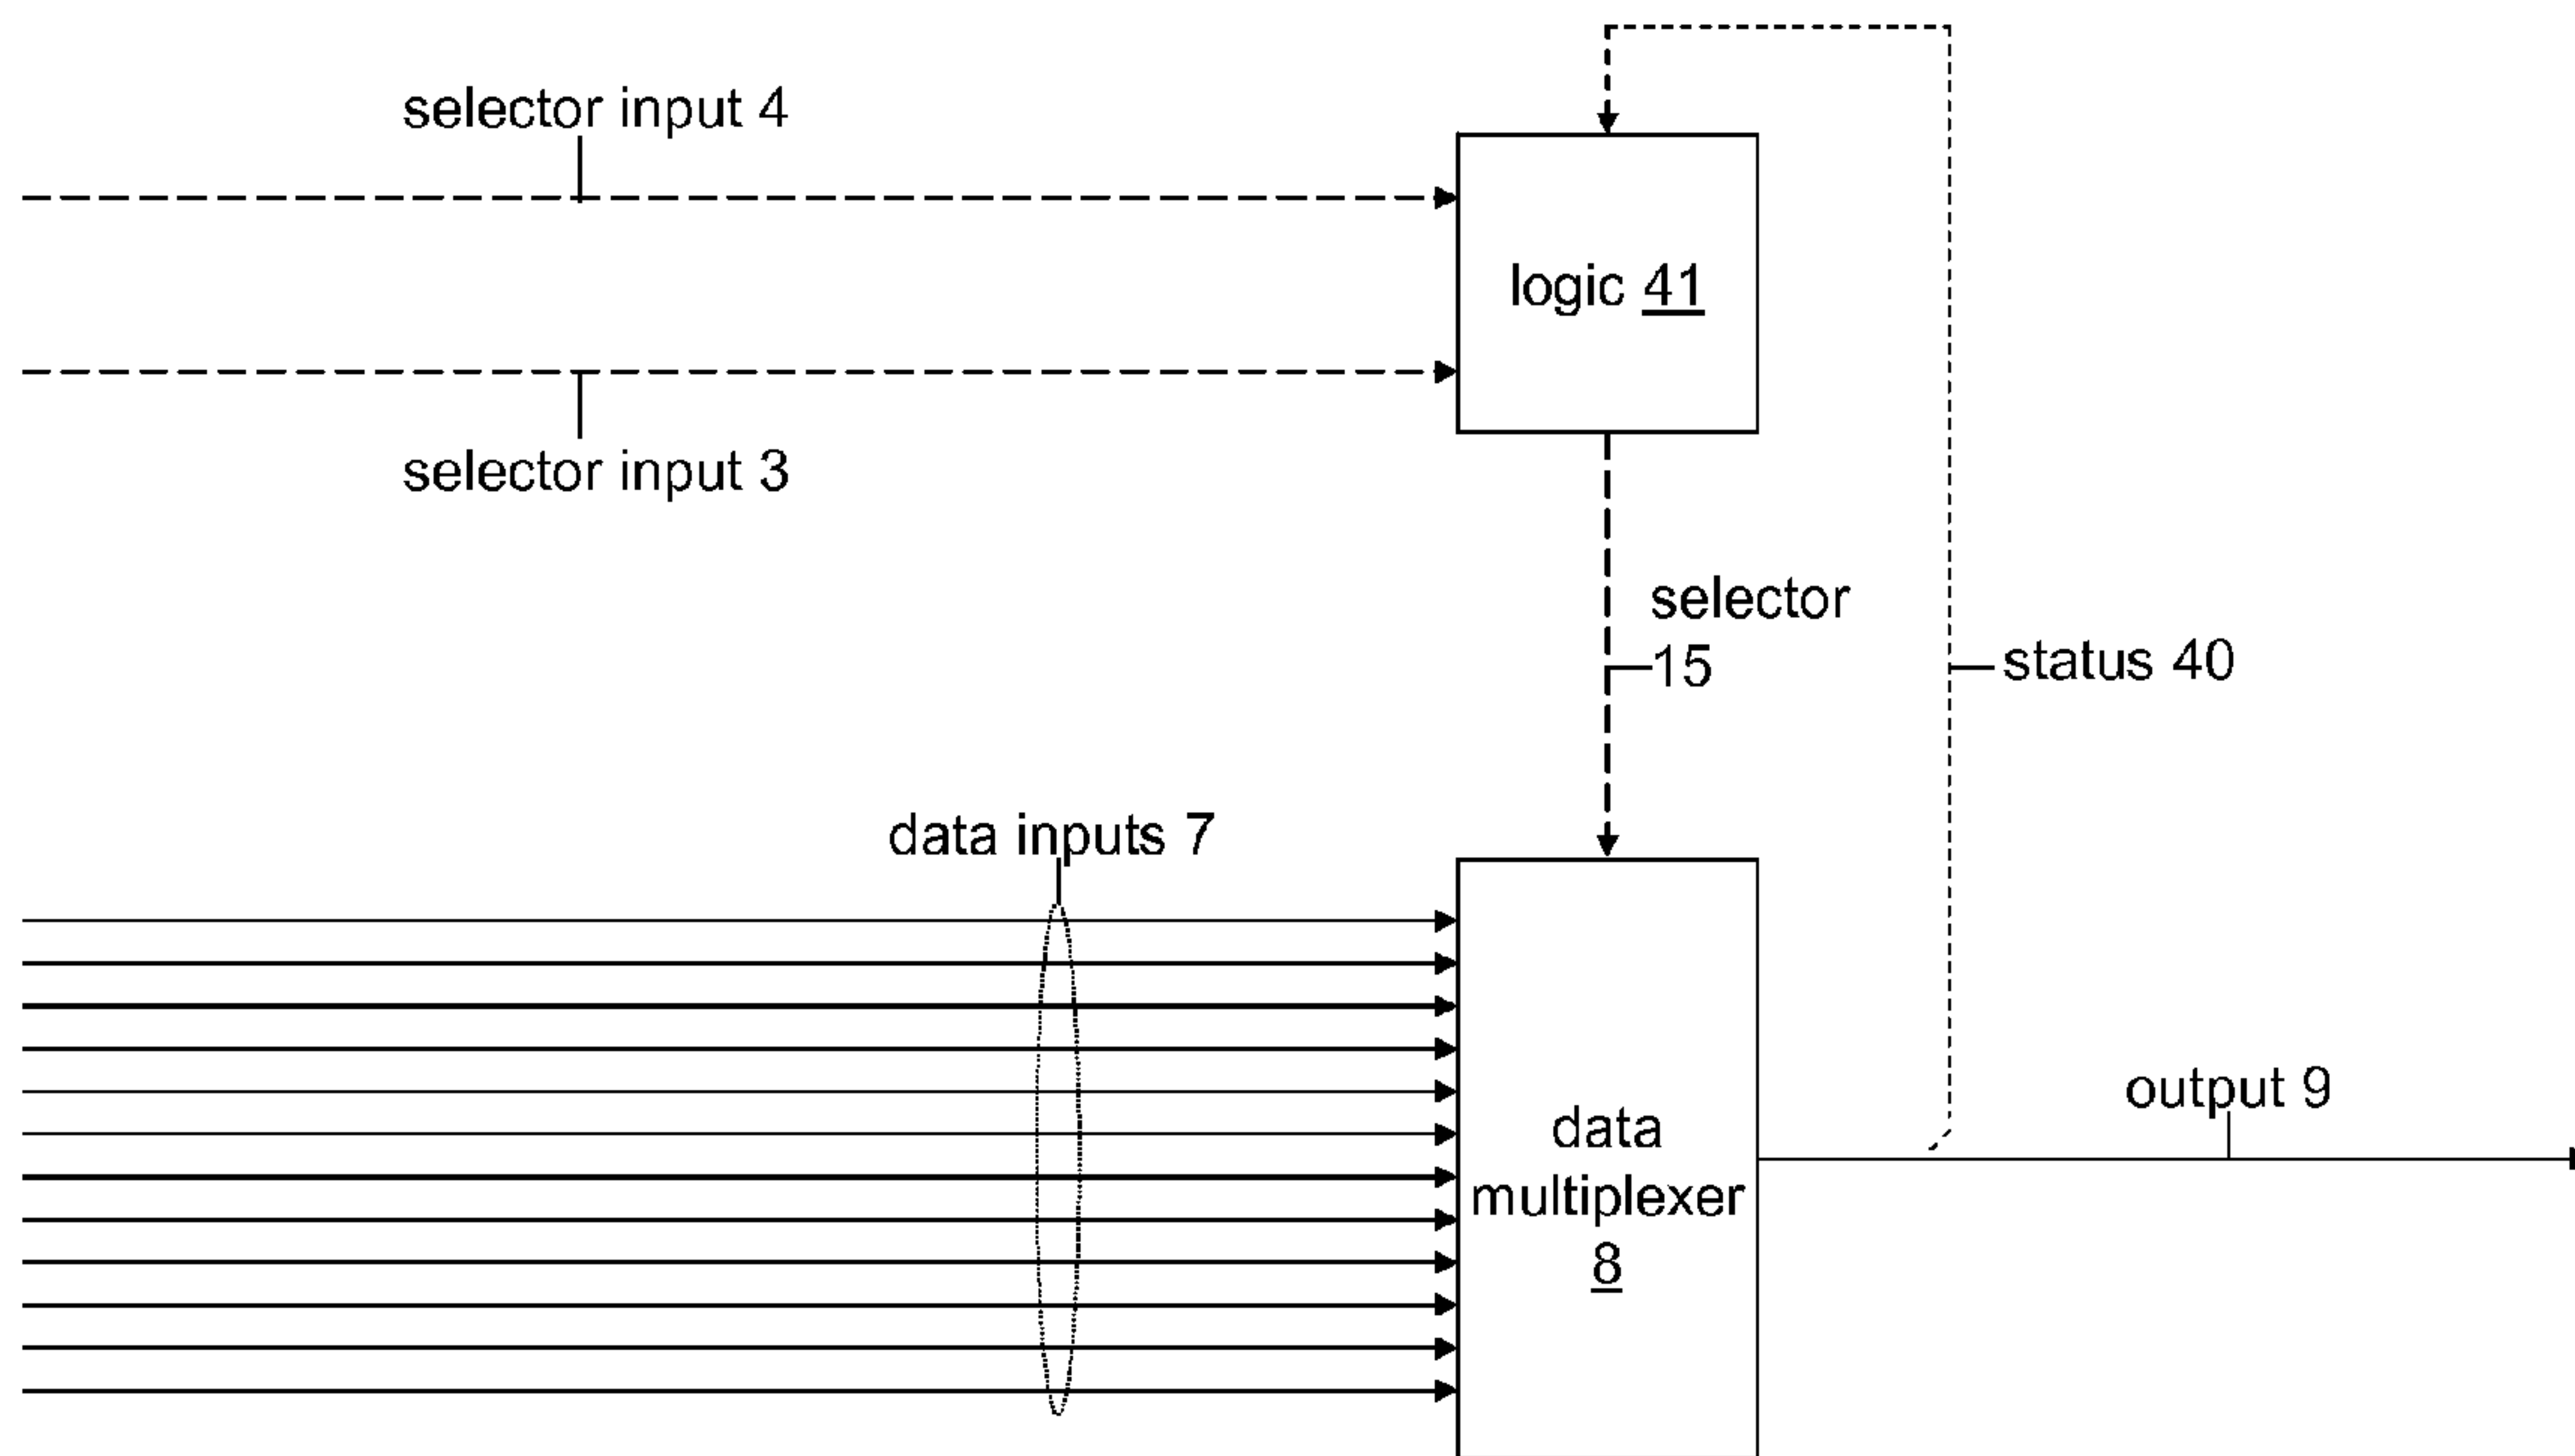 selector input 4
logic 41
selector input 3
selector
15
status 40
data inputs 7
output 9
data
multiplexer
8